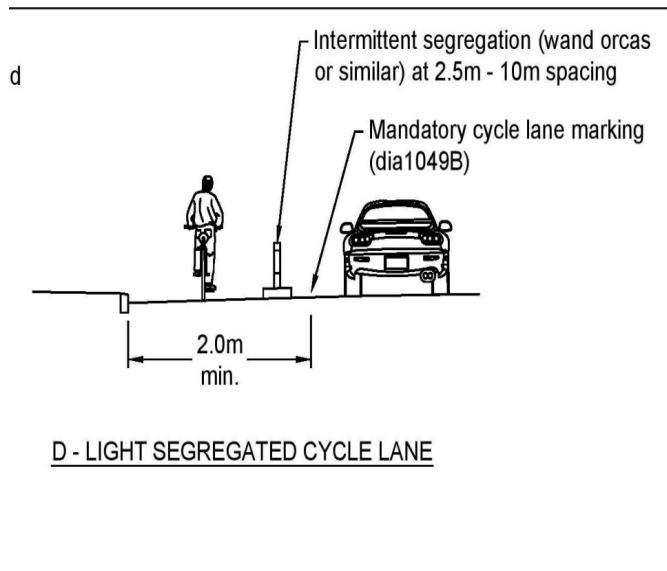 Intermittent segregation (wand orcas
or similar) at 2.5m - 10m spacing
d
Mandatory cycle lane marking
(dia1049B)
2.0m
min.
D - LIGHT SEGREGATED CYCLE LANE